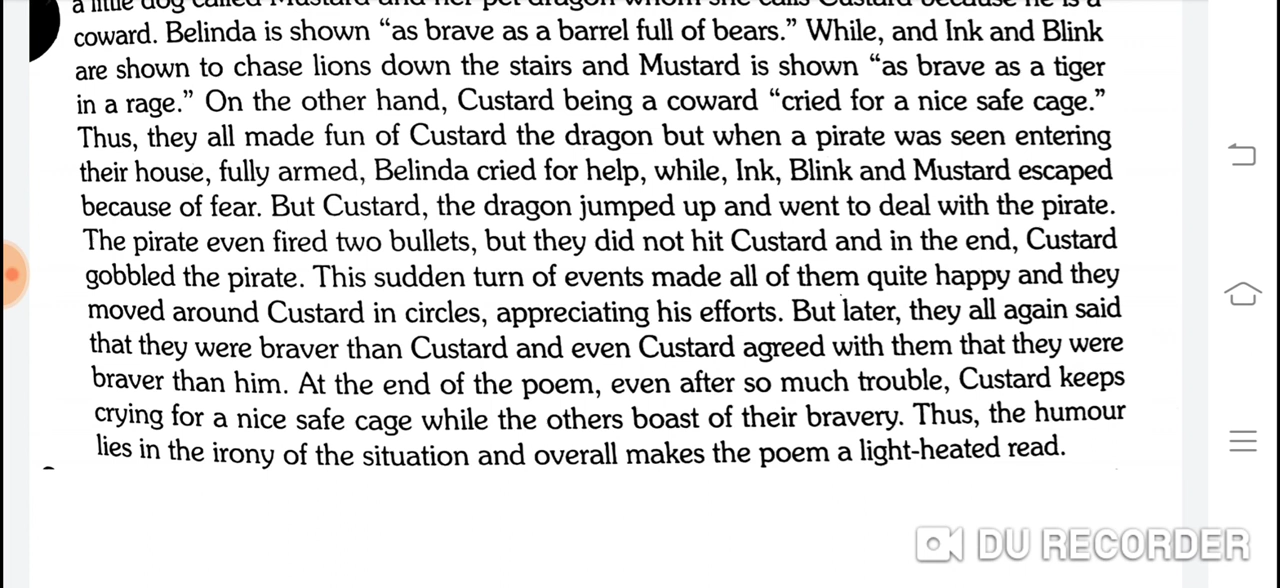 a little dog called Mustard and her pet dragon whom she calls Custard because he is a
coward. Belinda is shown “as brave as a barrel full of bears.” While, and Ink and Blink
are shown to chase lions down the stairs and Mustard is shown “as brave as a tiger
in a rage.” On the other hand, Custard being a coward “cried for a nice safe cage.”
Thus, they all made fun of Custard the dragon but when a pirate was seen entering
their house, fully armed, Belinda cried for help, while, Ink, Blink and Mustard escaped
because of fear. But Custard, the dragon jumped up and went to deal with the pirate.
The pirate even fired two bullets, but they did not hit Custard and in the end, Custard
gobbled the pirate. This sudden turn of events made all of them quite happy and they
moved around Custard in circles, appreciating his efforts. But later, they all again said
that they were braver than Custard and even Custard agreed with them that they were
braver than him. At the end of the poem, even after so much trouble, Custard keeps
crying for a nice safe cage while the others boast of their bravery. Thus, the humour
lies in the irony of the situation and overall makes the poem a light-heated read.
DU RECORDER